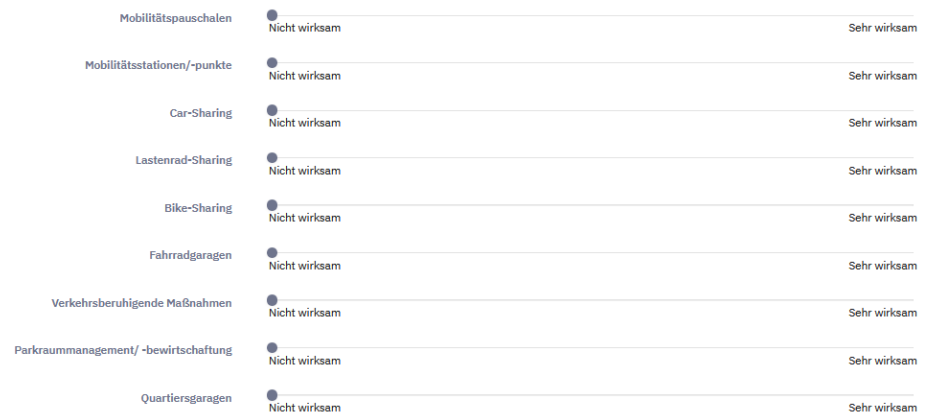 Mobilitätspauschalen
Nicht wirksam Sehr wirksam
Mobilitätsstationen/-punkte
Nicht wirksam Sehr wirksam
Car-Sharing
Nicht wirksam Sehr wirksam
Lastenrad-Sharing
Nicht wirksam Sehr wirksam
Bike-Sharing
Nicht wirksam Sehr wirksam
Fahrradgaragen
Nicht wirksam Sehr wirksam
Verkehrsberuhigende Maßnahmen
Nicht wirksam Sehr wirksam
Parkraummanagement/ -bewirtschaftung
Nicht wirksam Sehr wirksam
Quartiersgaragen
Nicht wirksam Sehr wirksam